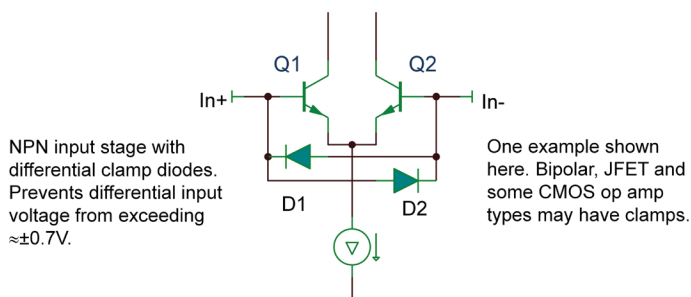 Q1
Q2
In+
In-
NPN input stage with
differential clamp diodes.
Prevents differential input
voltage from exceeding
≈±0.7V.
One example shown
here. Bipolar, JFET and
some CMOS op amp
types may have clamps.
D1
D2